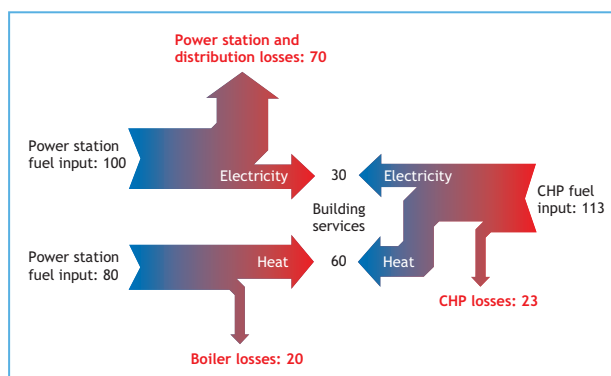 Power station and
distribution losses: 70
Power station
fuel input: 100
Electricity
30
Electricity
CHP fuel
input: 113
Building
services
Power station
fuel input: 80
Heat
60
Heat
CHP losses: 23
Boiler losses: 20